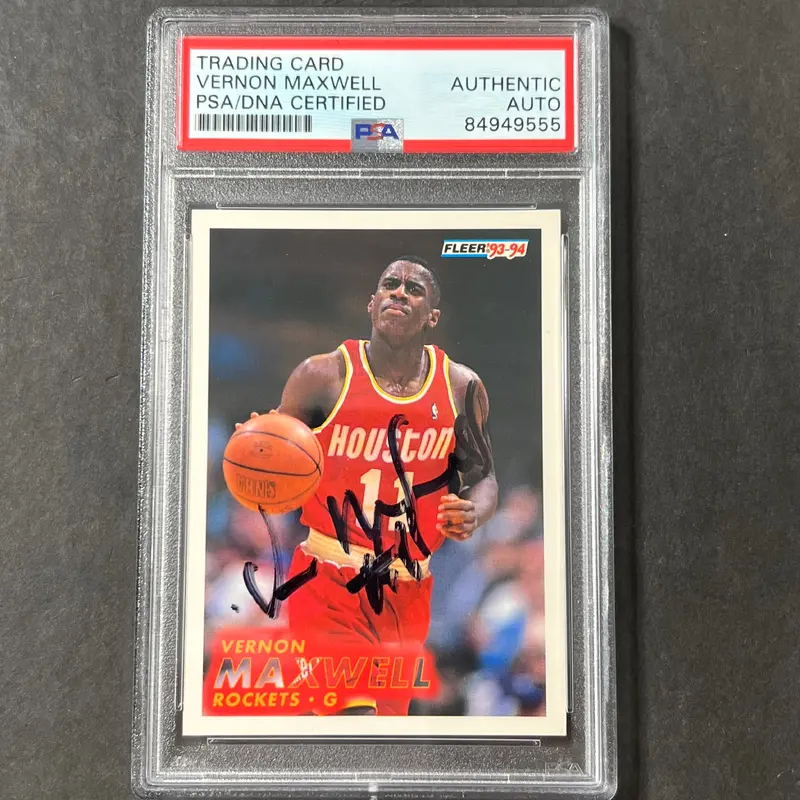 TRADING CARD
VERNON MAXWELL
PSA/DNA CERTIFIED
AUTHENTIC
AUTO
84949555
PSA
FLEER '93-94
HOUSTON
11
VERNON
MAXWELL
ROCKETS · G